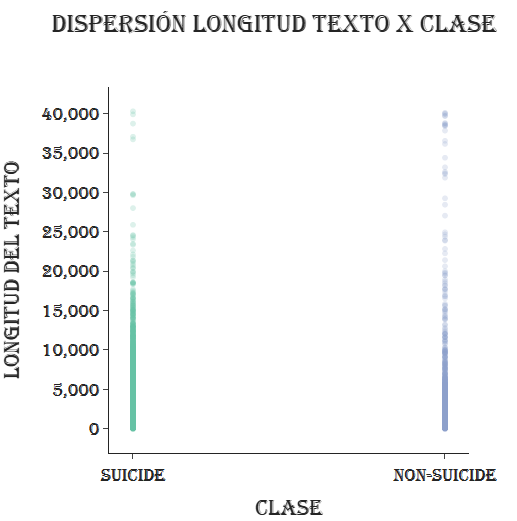 DISPERSIÓN LONGITUD TEXTO X CLASE
LONGITUD DEL TEXTO
40,000
35,000
30,000
25,000
20,000
15,000
10,000
5,000
0
SUICIDE
NON-SUICIDE
CLASE